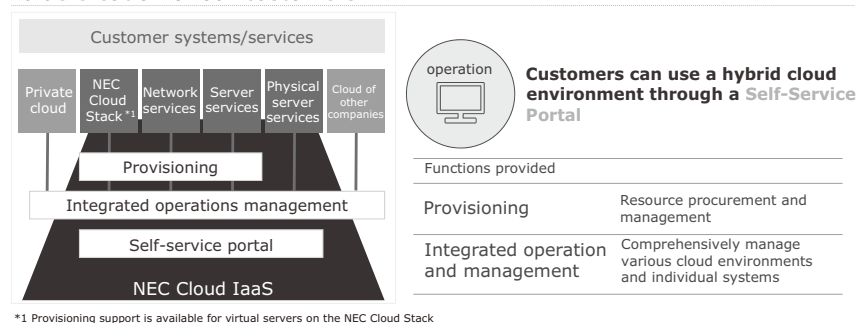 Customer systems/services
Private
cloud
NEC
Cloud
Stack *1
Network
services
Server
services
Physical
server
services
Cloud of
other
companies
Provisioning
Integrated operations management
Self-service portal
NEC Cloud IaaS
operation
Customers can use a hybrid cloud
environment through a Self-Service
Portal
Functions provided
Provisioning
Resource procurement and
management
Integrated operation
and management
Comprehensively manage
various cloud environments
and individual systems
*1 Provisioning support is available for virtual servers on the NEC Cloud Stack